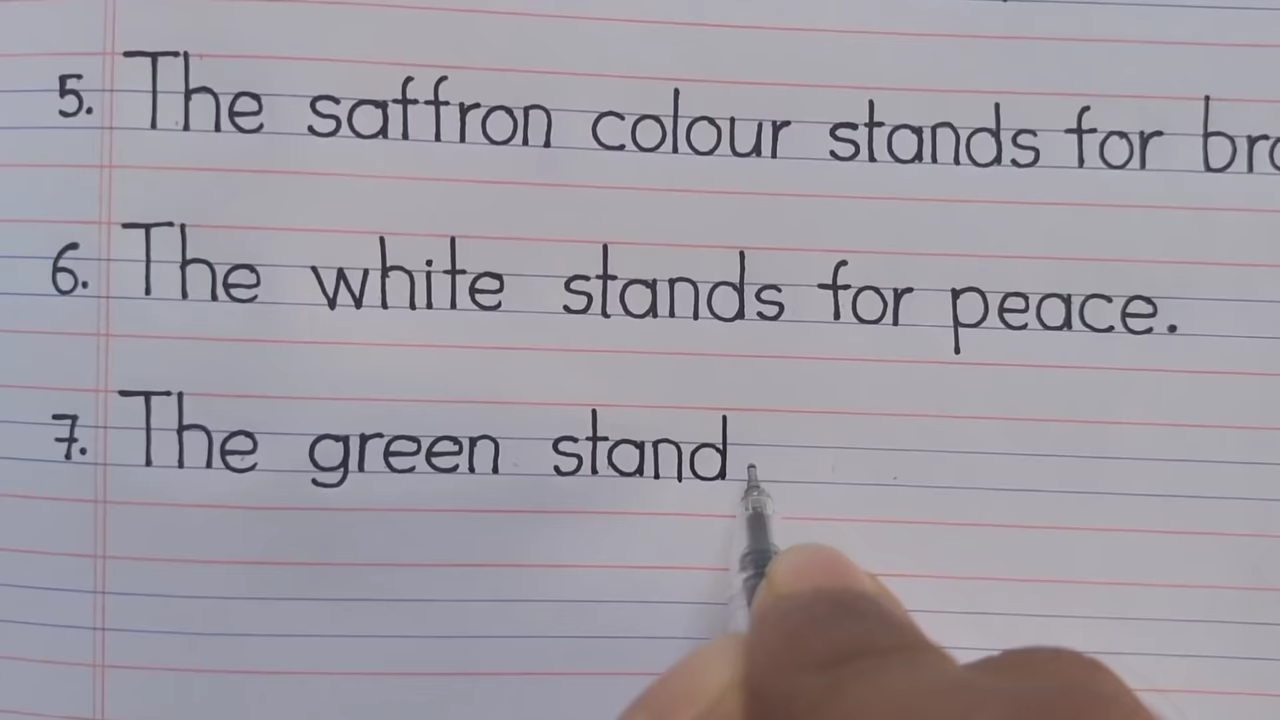 5. The saffron colour stands for
6. The white stands for peace.
7. The green stand